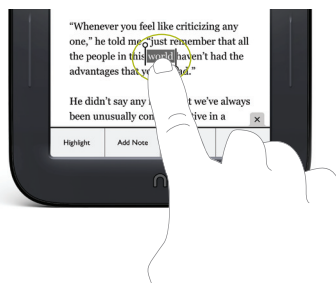 “Whenever you feel like criticizing any
one,” he told me, “just remember that all
the people in this world haven’t had the
advantages that
He didn’t say any we’ve always
been unusually in a
Highlight Add Note